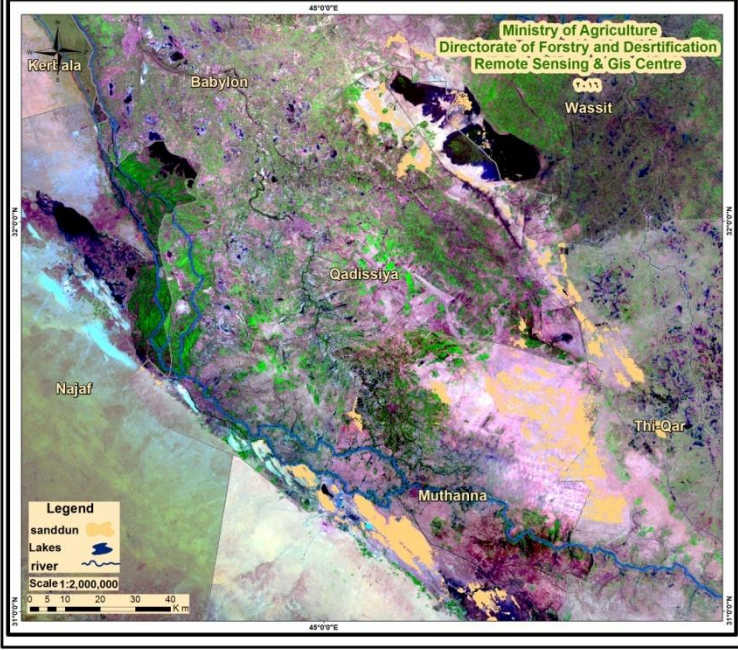 45°0'0"E
Ministry of Agriculture
Directorate of Forstry and Desrtification
Remote Sensing & Gis Centre
Kerbala
Babylon
Wassit
32°0'0"N
32°0'0"N
Qadissiya
Najaf
Thi-Qar
Muthanna
Legend
sanddun
Lakes
river
Scale 1:2,000,000
0 5 10 20 30 40
Km
31°0'0"N
31°0'0"N
45°0'0"E